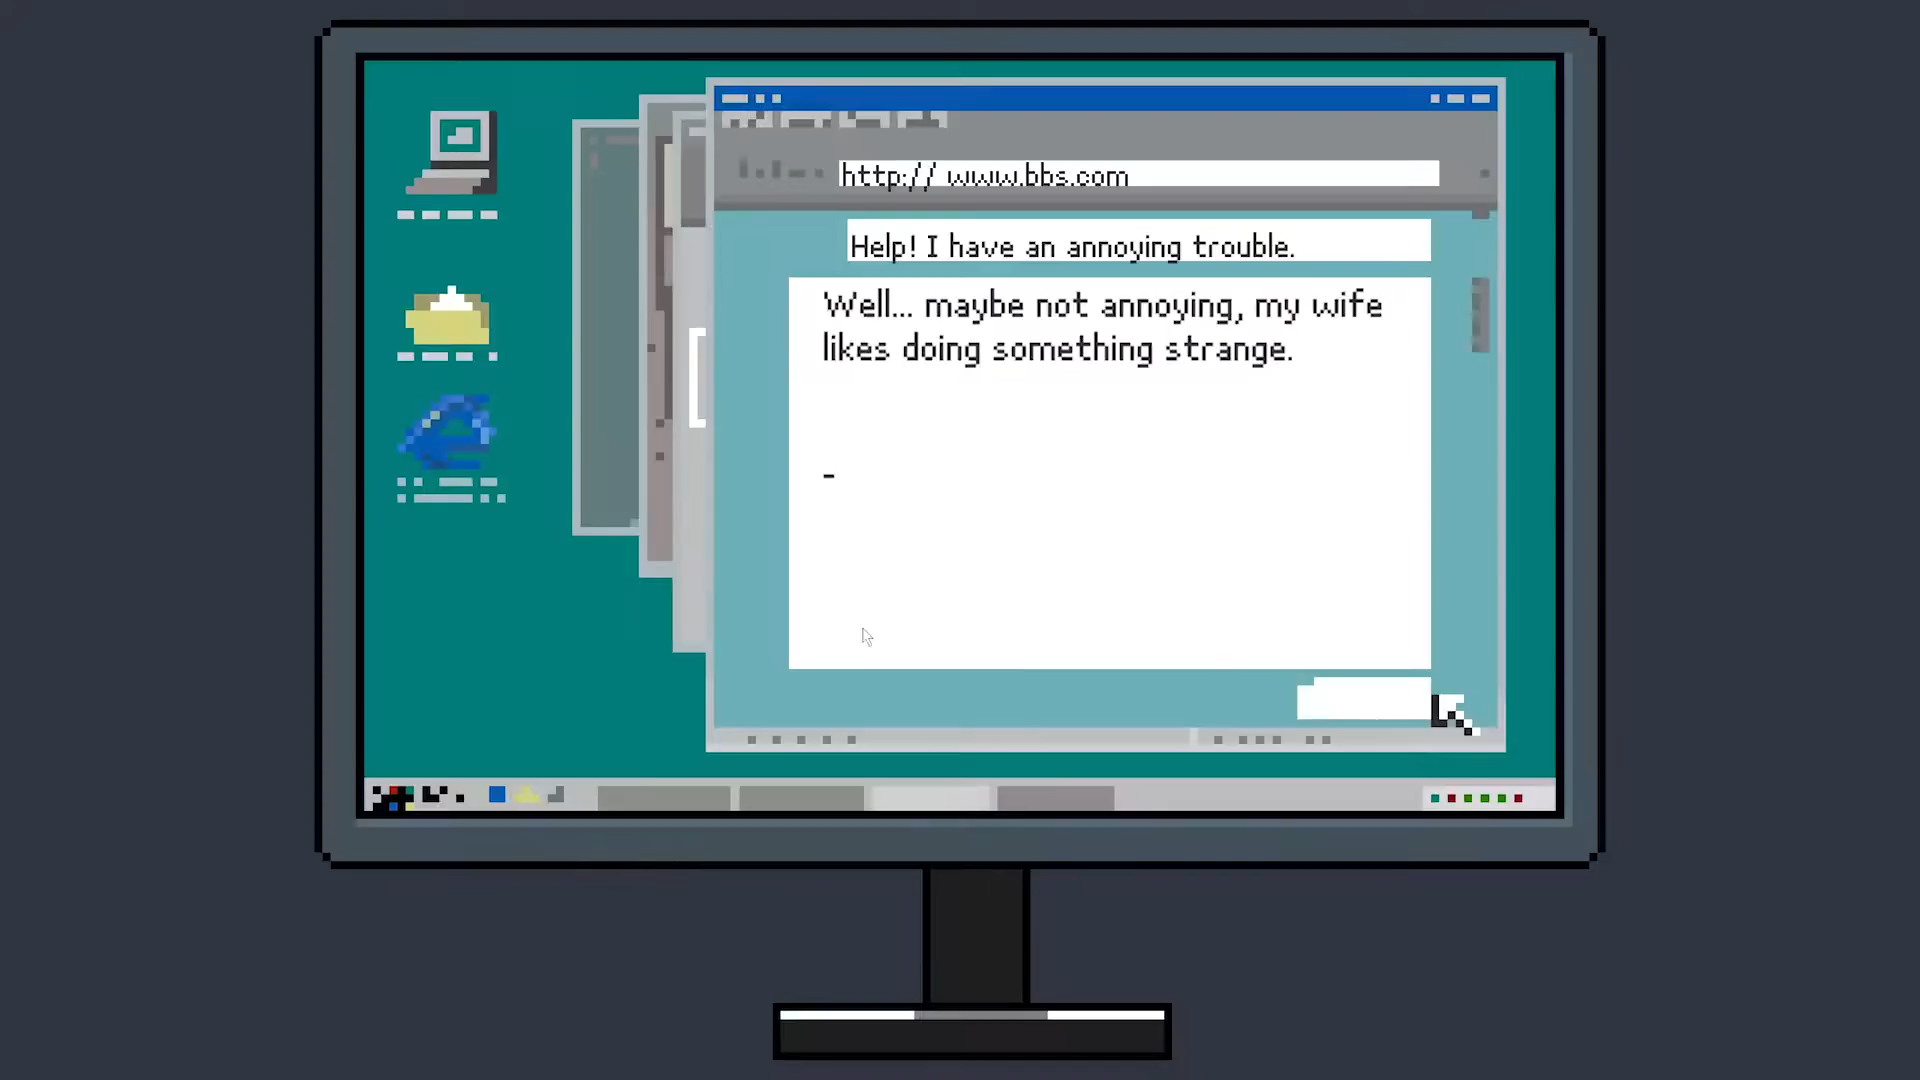 http:// www.bbs.com
Help! I have an annoying trouble.
Well... maybe not annoying, my wife
likes doing something strange.
-